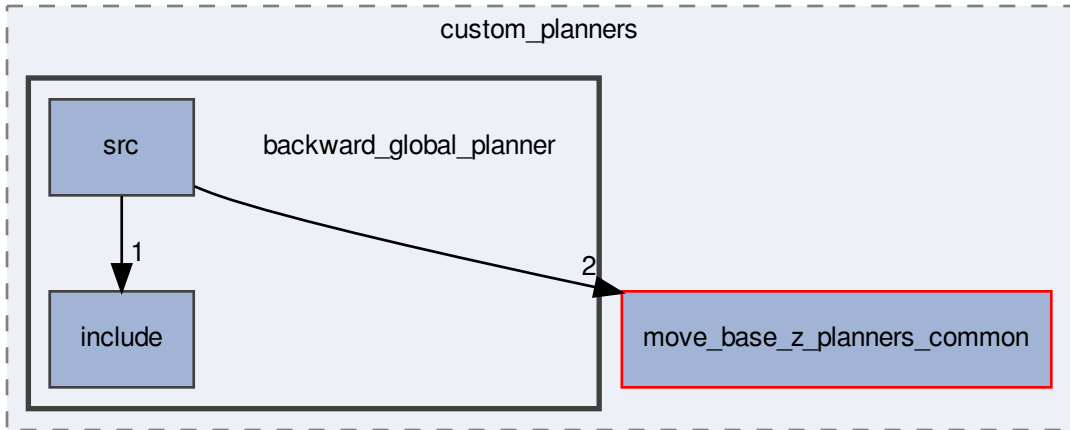 custom_planners
src
backward_global_planner
1
2
include
move_base_z_planners_common